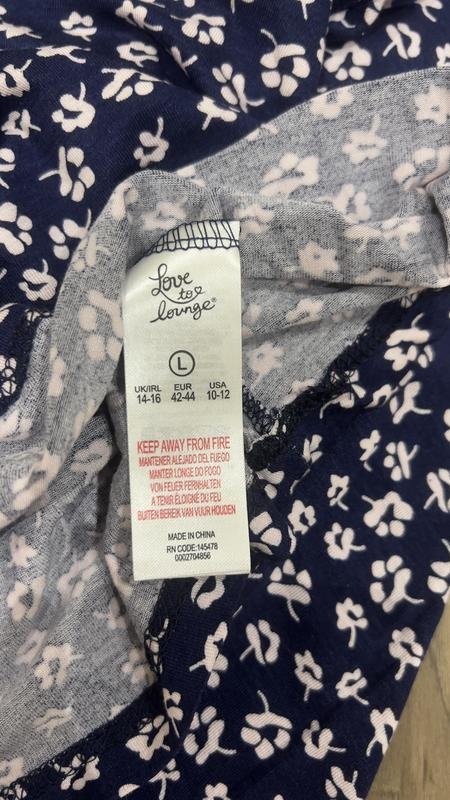 Love
to
lounge®
L
UK/IRL EUR USA
14-16 42-44 10-12
KEEP AWAY FROM FIRE
MANTENER ALEJADO DEL FUEGO
MANTER LONGE DO FOGO
VON FEUER FERNHALTEN
A TENIR ÉLOIGNÉ DU FEU
BUITEN BEREIK VAN VUUR HOUDEN
MADE IN CHINA
RN CODE:145478
0002704856